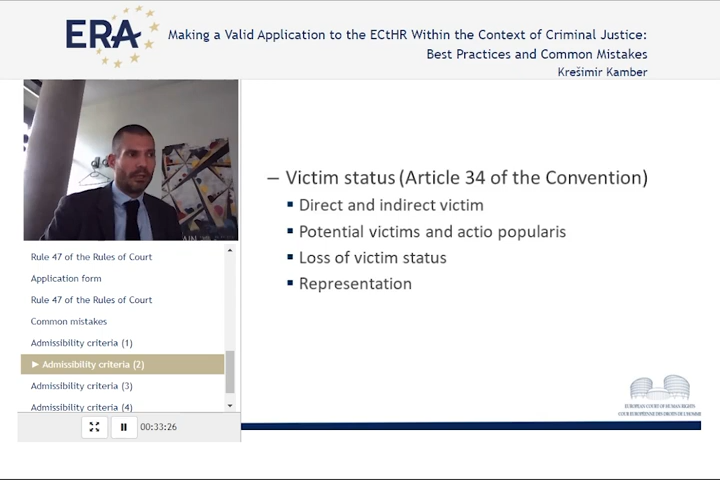 ERA
Making a Valid Application to the ECtHR Within the Context of Criminal Justice:
Best Practices and Common Mistakes
Krešimir Kamber
– Victim status (Article 34 of the Convention)
Direct and indirect victim
Potential victims and actio popularis
Loss of victim status
Representation
Rule 47 of the Rules of Court
Application form
Rule 47 of the Rules of Court
Common mistakes
Admissibility criteria (1)
► Admissibility criteria (2)
Admissibility criteria (3)
Admissibility criteria (4)
00:33:26
EUROPEAN COURT OF HUMAN RIGHTS
COUR EUROPÉENNE DES DROITS DE L'HOMME